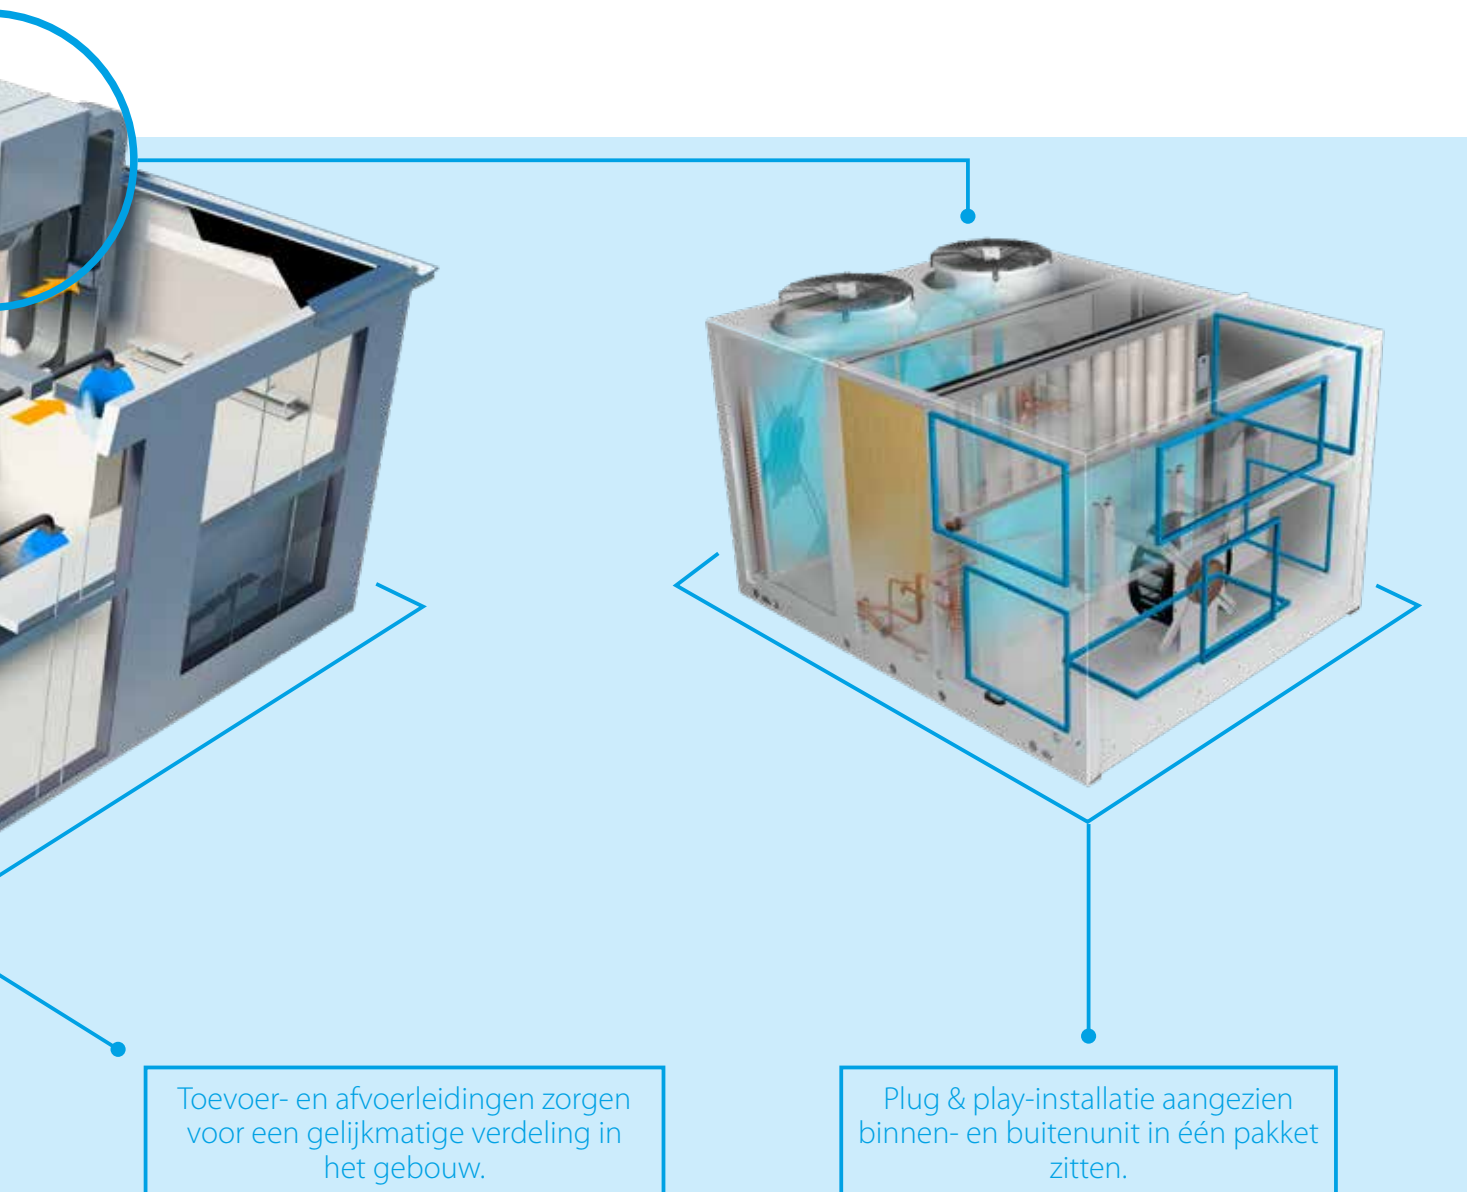 Toevoer- en afvoerleidingen zorgen
voor een gelijkmatige verdeling in
het gebouw.
Plug & play-installatie aangezien
binnen- en buitenunit in één pakket
zitten.